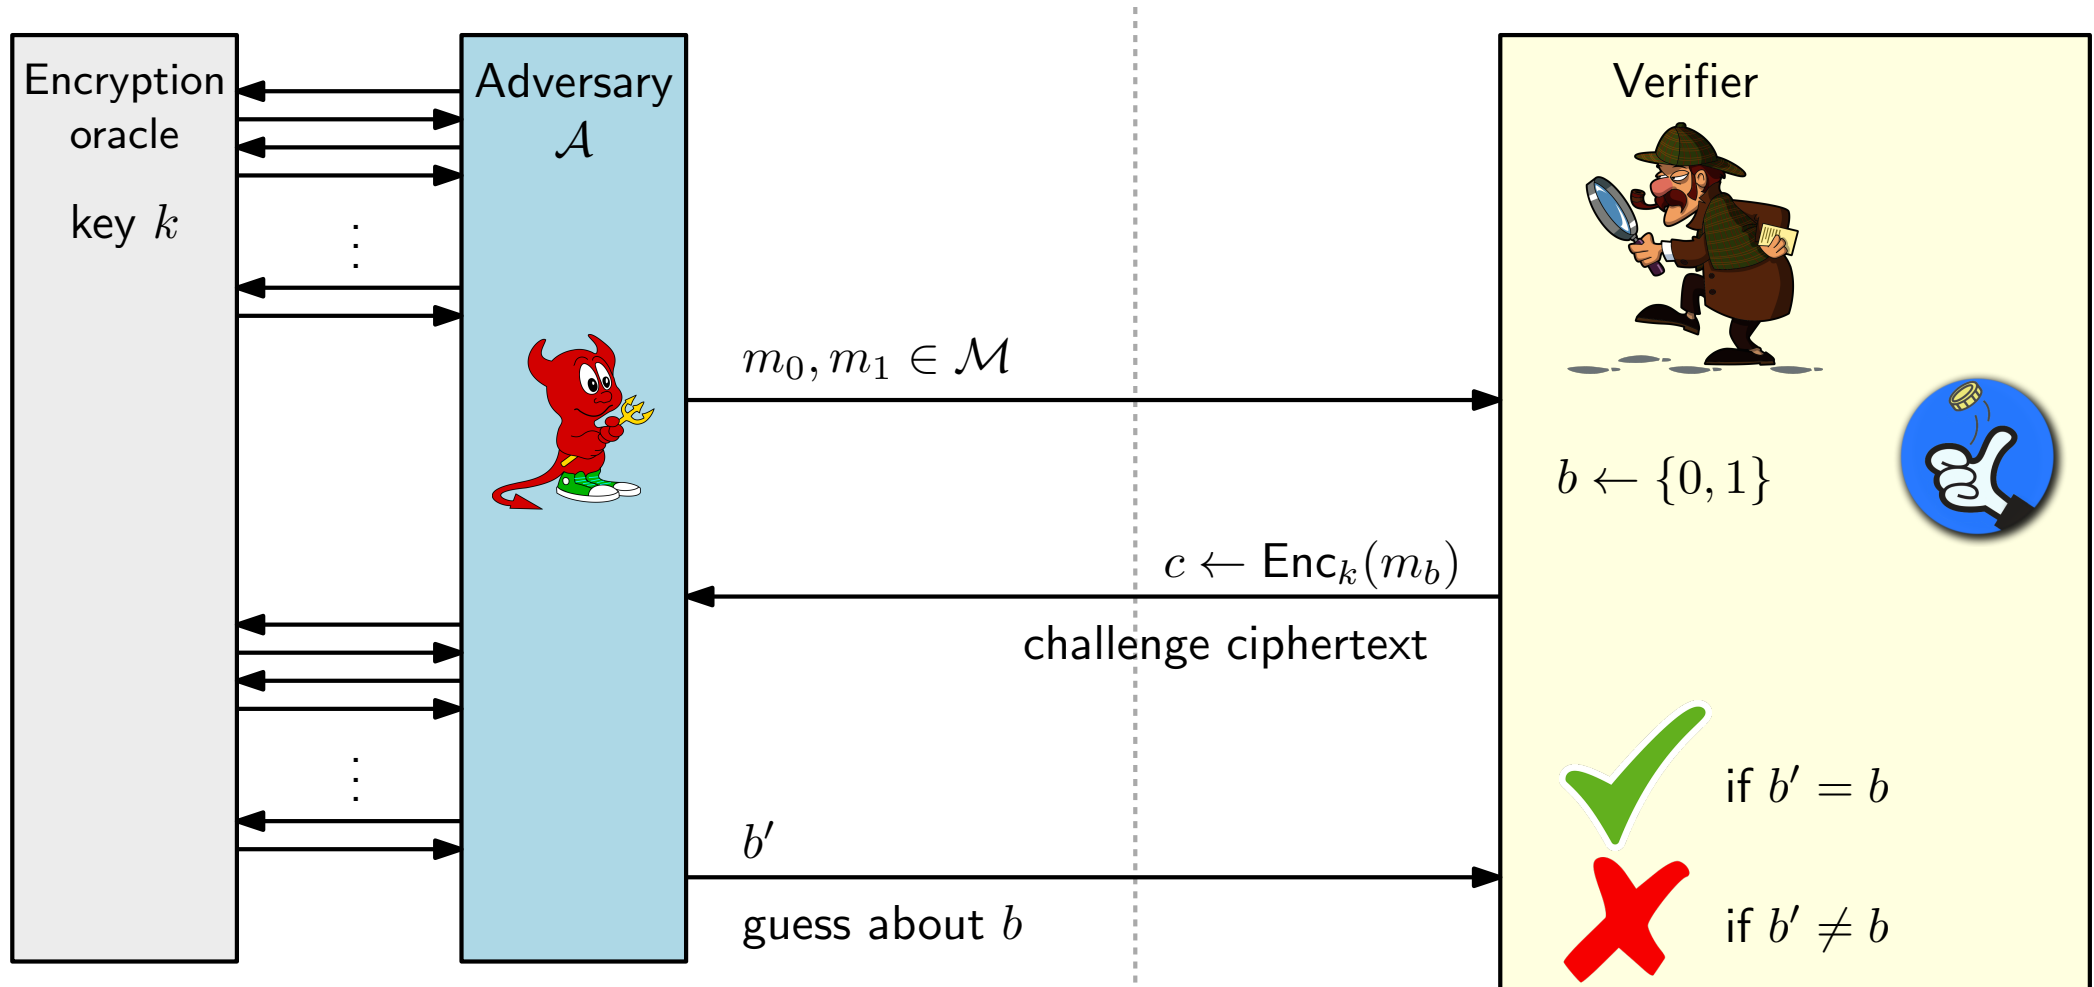 Encryption
oracle
key k
Adversary
𝒜
Verifier
m₀, m₁ ∈ ℳ
b ← {0, 1}
c ← Enc_k(m_b)
challenge ciphertext
b′
guess about b
if b′ = b
if b′ ≠ b